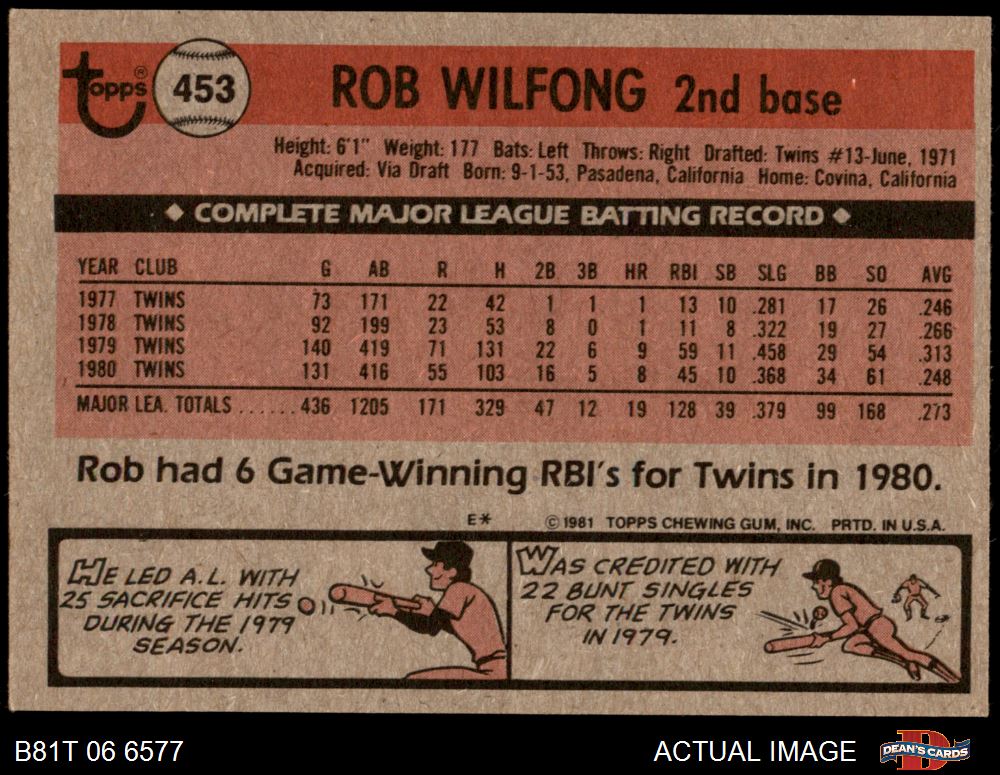 Topps® 453 ROB WILFONG 2nd base
Height: 6'1" Weight: 177 Bats: Left Throws: Right Drafted: Twins #13-June, 1971
Acquired: Via Draft Born: 9-1-53, Pasadena, California Home: Covina, California
◆ COMPLETE MAJOR LEAGUE BATTING RECORD ◆
YEAR CLUB G AB R H 2B 3B HR RBI SB SLG BB SO AVG
1977 TWINS 73 171 22 42 1 1 1 13 10 .281 17 26 .246
1978 TWINS 92 199 23 53 8 0 1 11 8 .322 19 27 .266
1979 TWINS 140 419 71 131 22 6 9 59 11 .458 29 54 .313
1980 TWINS 131 416 55 103 16 5 8 45 10 .368 34 61 .248
MAJOR LEA. TOTALS ...... 436 1205 171 329 47 12 19 128 39 .379 99 168 .273
Rob had 6 Game-Winning RBI's for Twins in 1980.
E* © 1981 TOPPS CHEWING GUM, INC. PRTD. IN U.S.A.
HE LED A.L. WITH
25 SACRIFICE HITS
DURING THE 1979
SEASON.
WAS CREDITED WITH
22 BUNT SINGLES
FOR THE TWINS
IN 1979.
B81T 06 6577 ACTUAL IMAGE DEAN'S CARDS